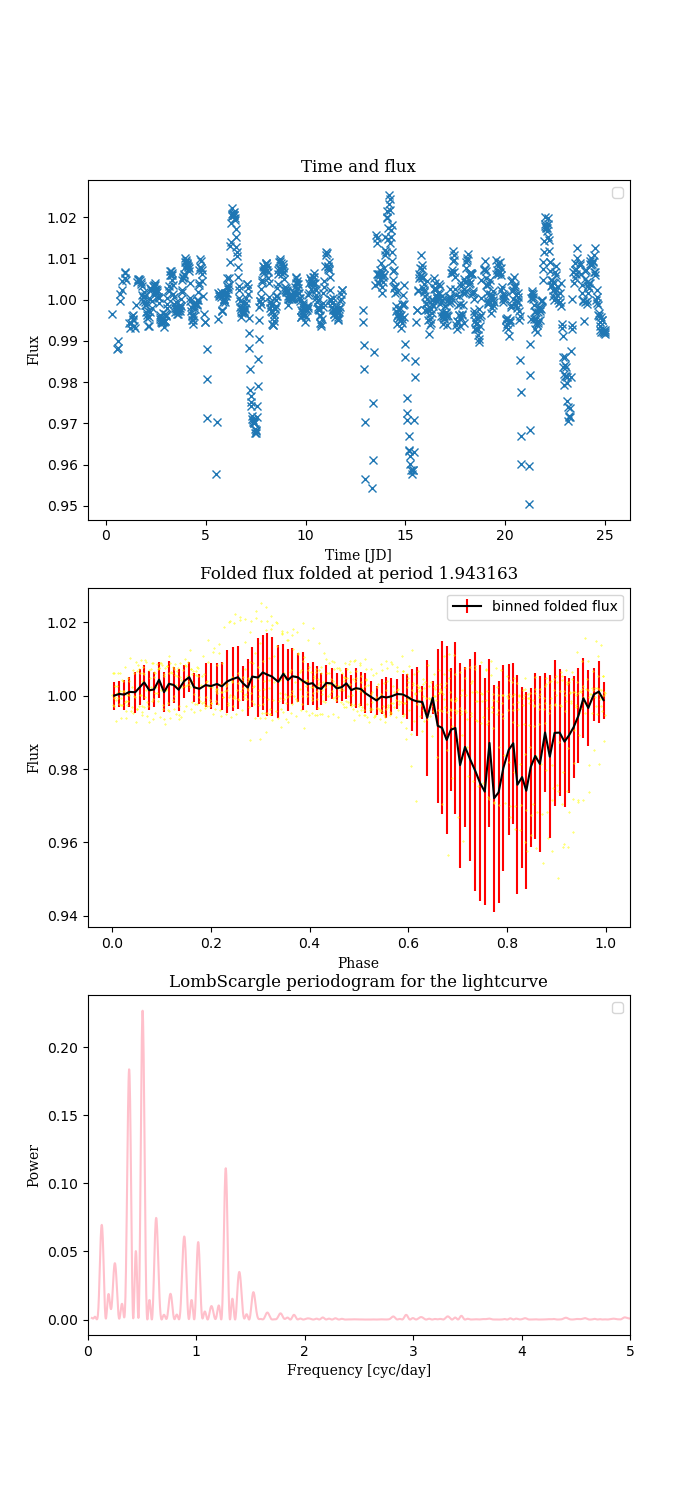 Time and flux
1.02
1.01
1.00
0.99
0.98
0.97
0.96
0.95
Flux
0 5 10 15 20 25
Time [JD]
Folded flux folded at period 1.943163
binned folded flux
1.02
1.00
0.98
0.96
0.94
Flux
0.0 0.2 0.4 0.6 0.8 1.0
Phase
LombScargle periodogram for the lightcurve
0.20
0.15
0.10
0.05
0.00
Power
0 1 2 3 4 5
Frequency [cyc/day]